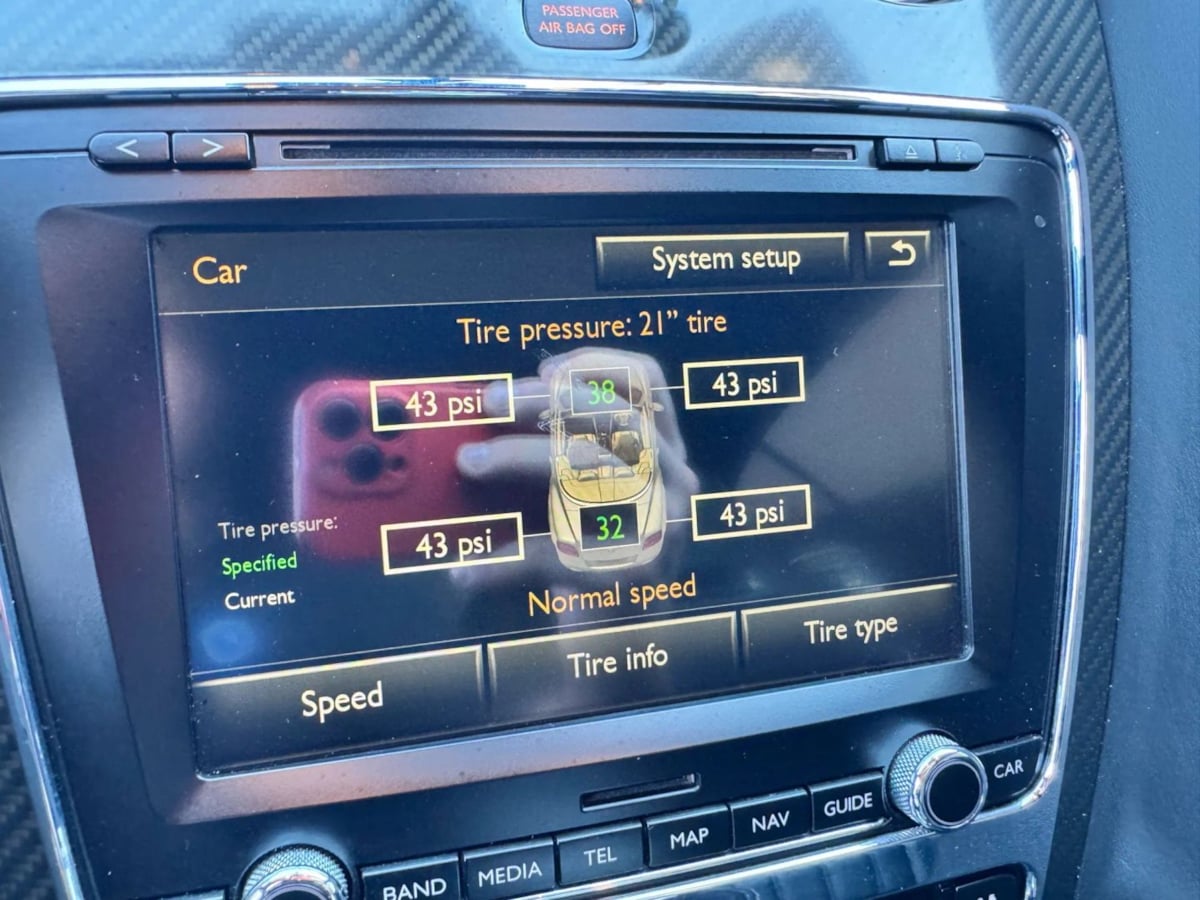 PASSENGER
AIR BAG OFF
< >
Car
System setup
Tire pressure: 21” tire
43 psi
38
43 psi
43 psi
32
43 psi
Tire pressure:
Specified
Current
Normal speed
Speed
Tire info
Tire type
BAND
MEDIA
TEL
MAP
NAV
GUIDE
CAR